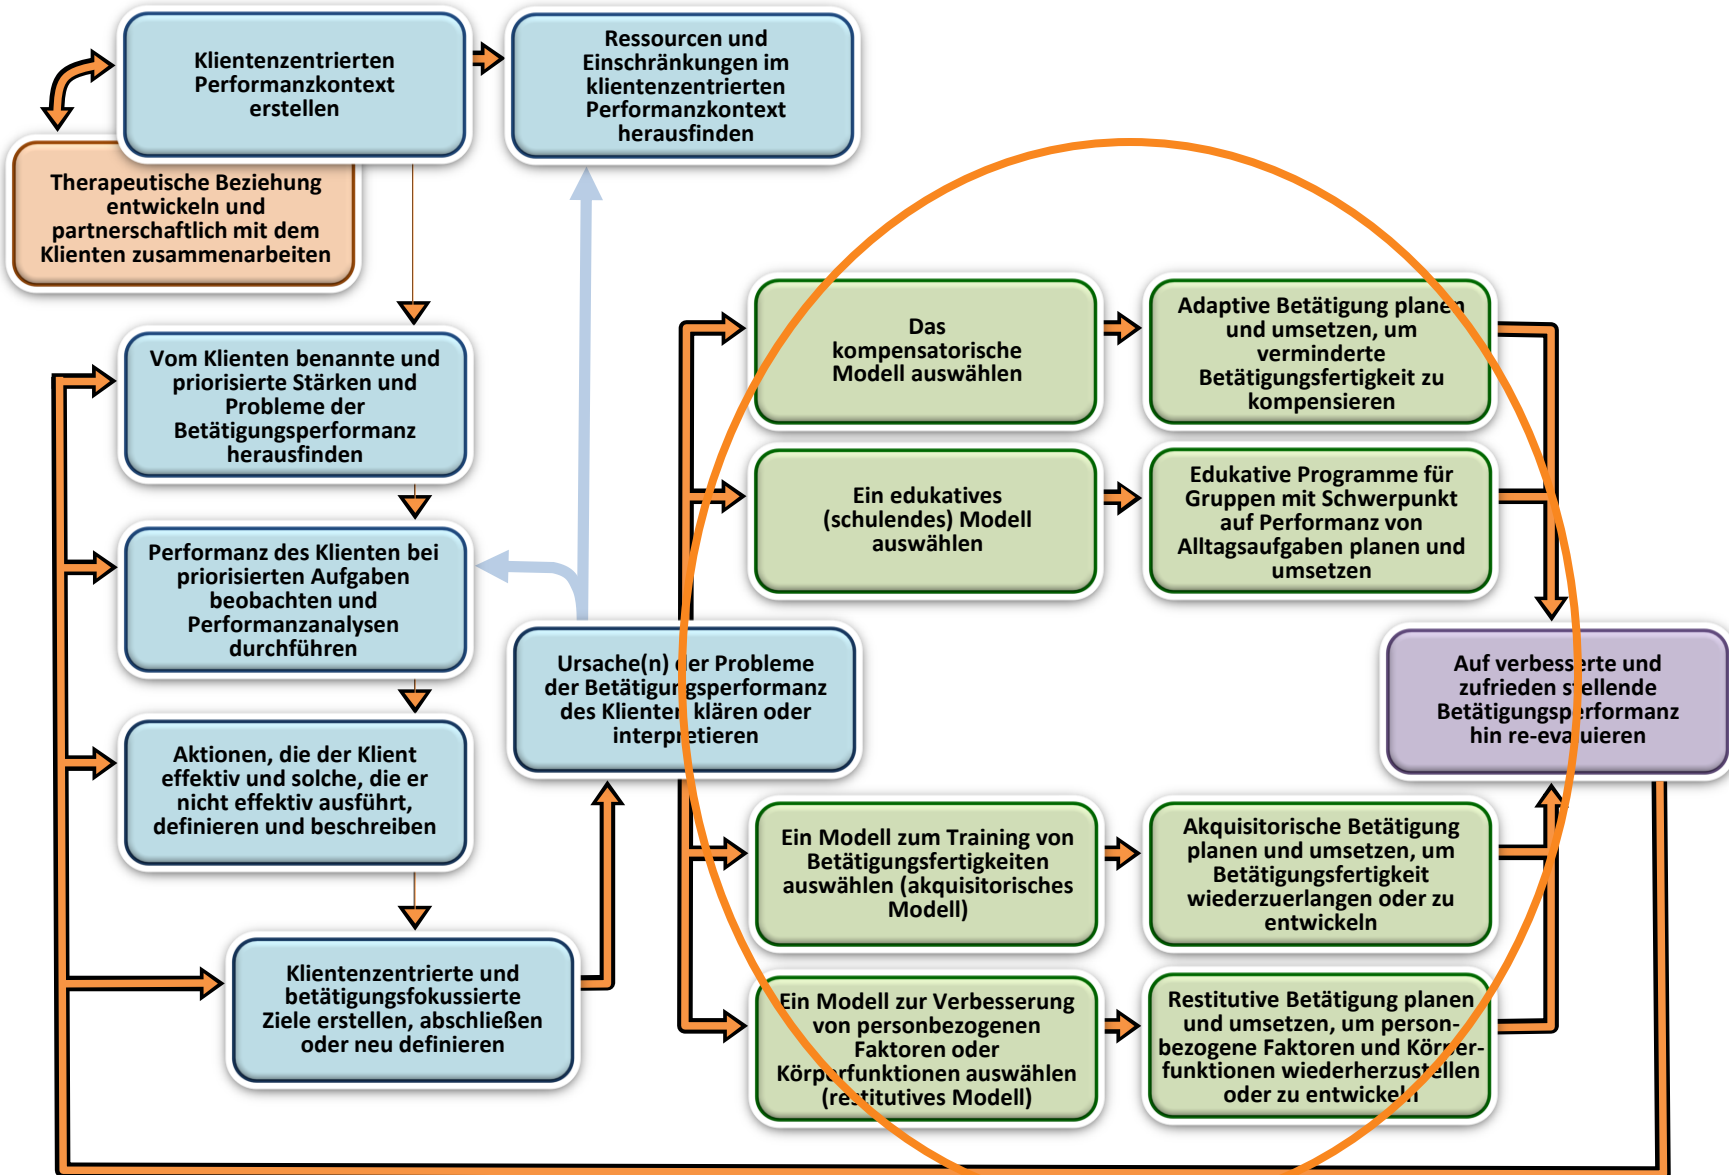 Klientenzentrierten
Performanzkontext
erstellen
Ressourcen und
Einschränkungen im
klientenzentrierten
Performanzkontext
herausfinden
Therapeutische Beziehung
entwickeln und
partnerschaftlich mit dem
Klienten zusammenarbeiten
Vom Klienten benannte und
priorisierte Stärken und
Probleme der
Betätigungsperformanz
herausfinden
Performanz des Klienten bei
priorisierten Aufgaben
beobachten und
Performanzanalysen
durchführen
Aktionen, die der Klient
effektiv und solche, die er
nicht effektiv ausführt,
definieren und beschreiben
Klientenzentrierte und
betätigungsfokussierte
Ziele erstellen, abschließen
oder neu definieren
Ursache(n) der Probleme
der Betätigungsperformanz
des Klienten klären oder
interpretieren
Das
kompensatorische
Modell auswählen
Adaptive Betätigung planen
und umsetzen, um
verminderte
Betätigungsfertigkeit zu
kompensieren
Ein edukatives
(schulendes) Modell
auswählen
Edukative Programme für
Gruppen mit Schwerpunkt
auf Performanz von
Alltagsaufgaben planen und
umsetzen
Ein Modell zum Training von
Betätigungsfertigkeiten
auswählen (akquisitorisches
Modell)
Akquisitorische Betätigung
planen und umsetzen, um
Betätigungsfertigkeit
wiederzuerlangen oder zu
entwickeln
Ein Modell zur Verbesserung
von personbezogenen
Faktoren oder
Körperfunktionen auswählen
(restitutives Modell)
Restitutive Betätigung planen
und umsetzen, um person-
bezogene Faktoren und Körper-
funktionen wiederherzustellen
oder zu entwickeln
Auf verbesserte und
zufrieden stellende
Betätigungsperformanz
hin re-evaluieren